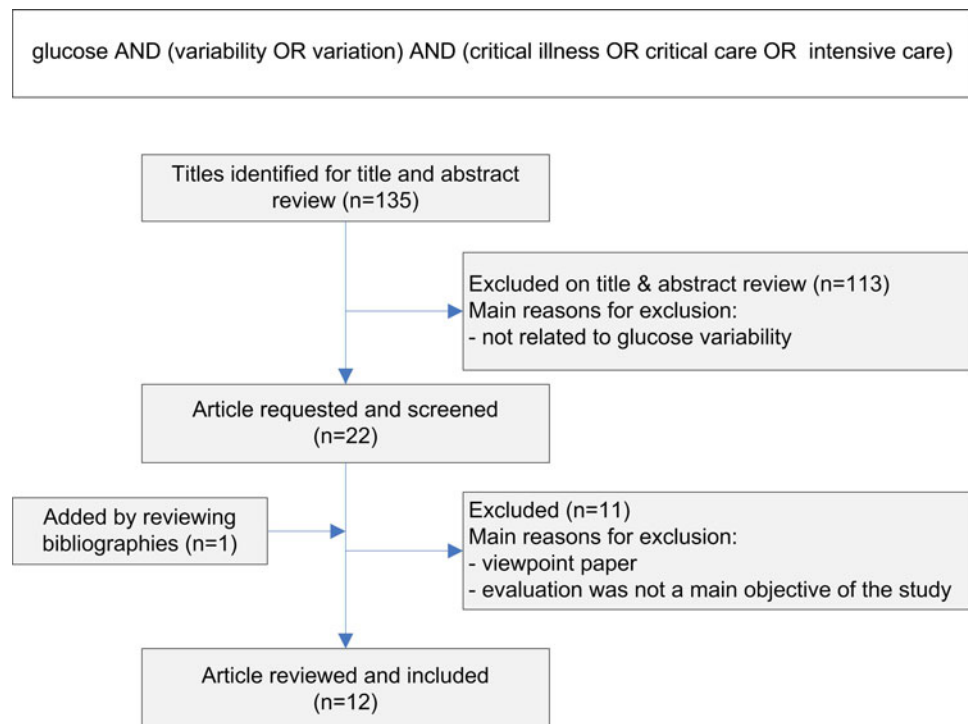 glucose AND (variability OR variation) AND (critical illness OR critical care OR intensive care)
Titles identified for title and abstract
review (n=135)
Excluded on title & abstract review (n=113)
Main reasons for exclusion:
- not related to glucose variability
Article requested and screened
(n=22)
Added by reviewing
bibliographies (n=1)
Excluded (n=11)
Main reasons for exclusion:
- viewpoint paper
- evaluation was not a main objective of the study
Article reviewed and included
(n=12)